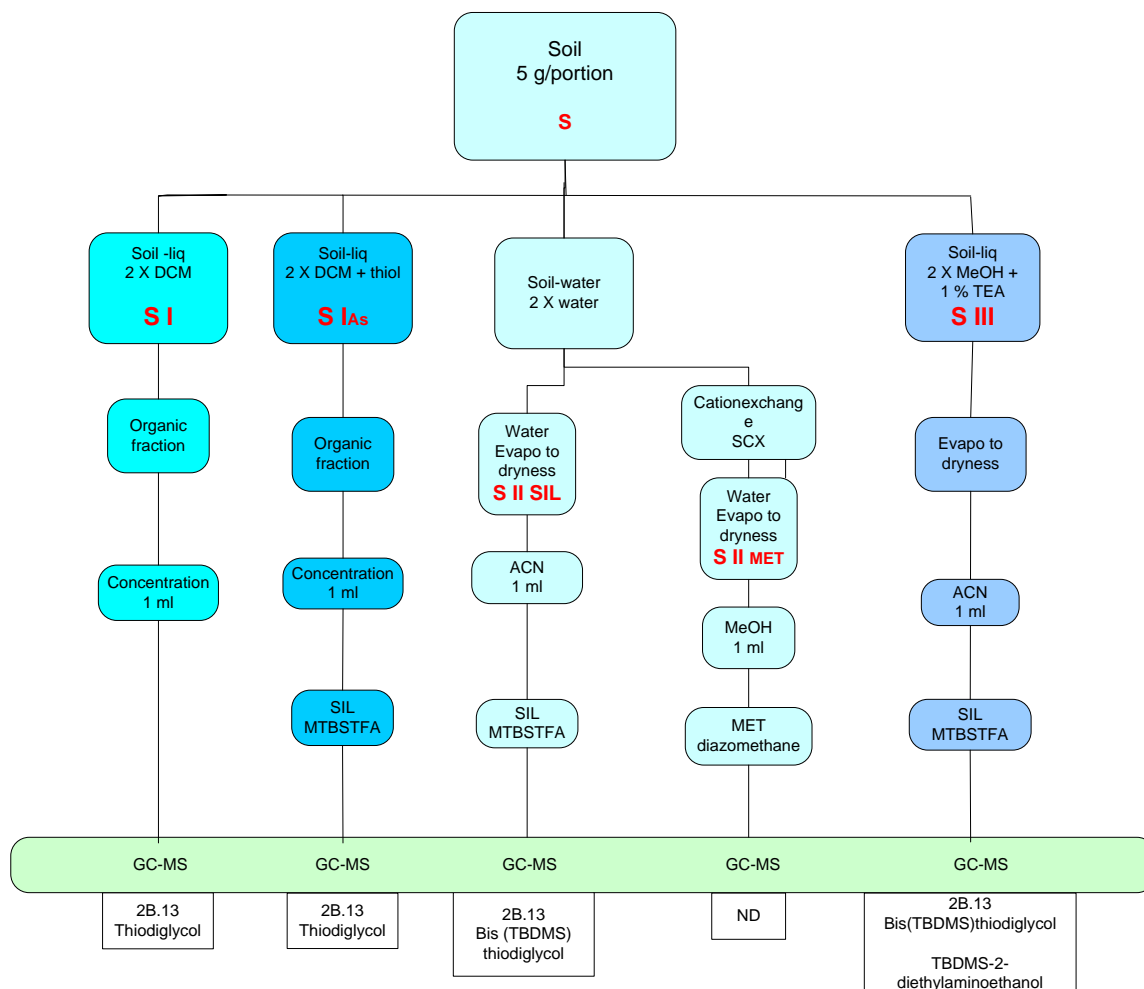 Soil
5 g/portion
S
Soil -liq
2 X DCM
S I
Organic
fraction
Concentration
1 ml
Soil-liq
2 X DCM + thiol
S IAs
Organic
fraction
Concentration
1 ml
SIL
MTBSTFA
Soil-water
2 X water
Water
Evapo to
dryness
S II SIL
ACN
1 ml
SIL
MTBSTFA
Cationexchang
e
SCX
Water
Evapo to
dryness
S II MET
MeOH
1 ml
MET
diazomethane
Soil-liq
2 X MeOH +
1 % TEA
S III
Evapo to
dryness
ACN
1 ml
SIL
MTBSTFA
GC-MS
GC-MS
GC-MS
GC-MS
GC-MS
2B.13
Thiodiglycol
2B.13
Thiodiglycol
2B.13
Bis (TBDMS)
thiodiglycol
ND
2B.13
Bis(TBDMS)thiodiglycol
TBDMS-2-
diethylaminoethanol